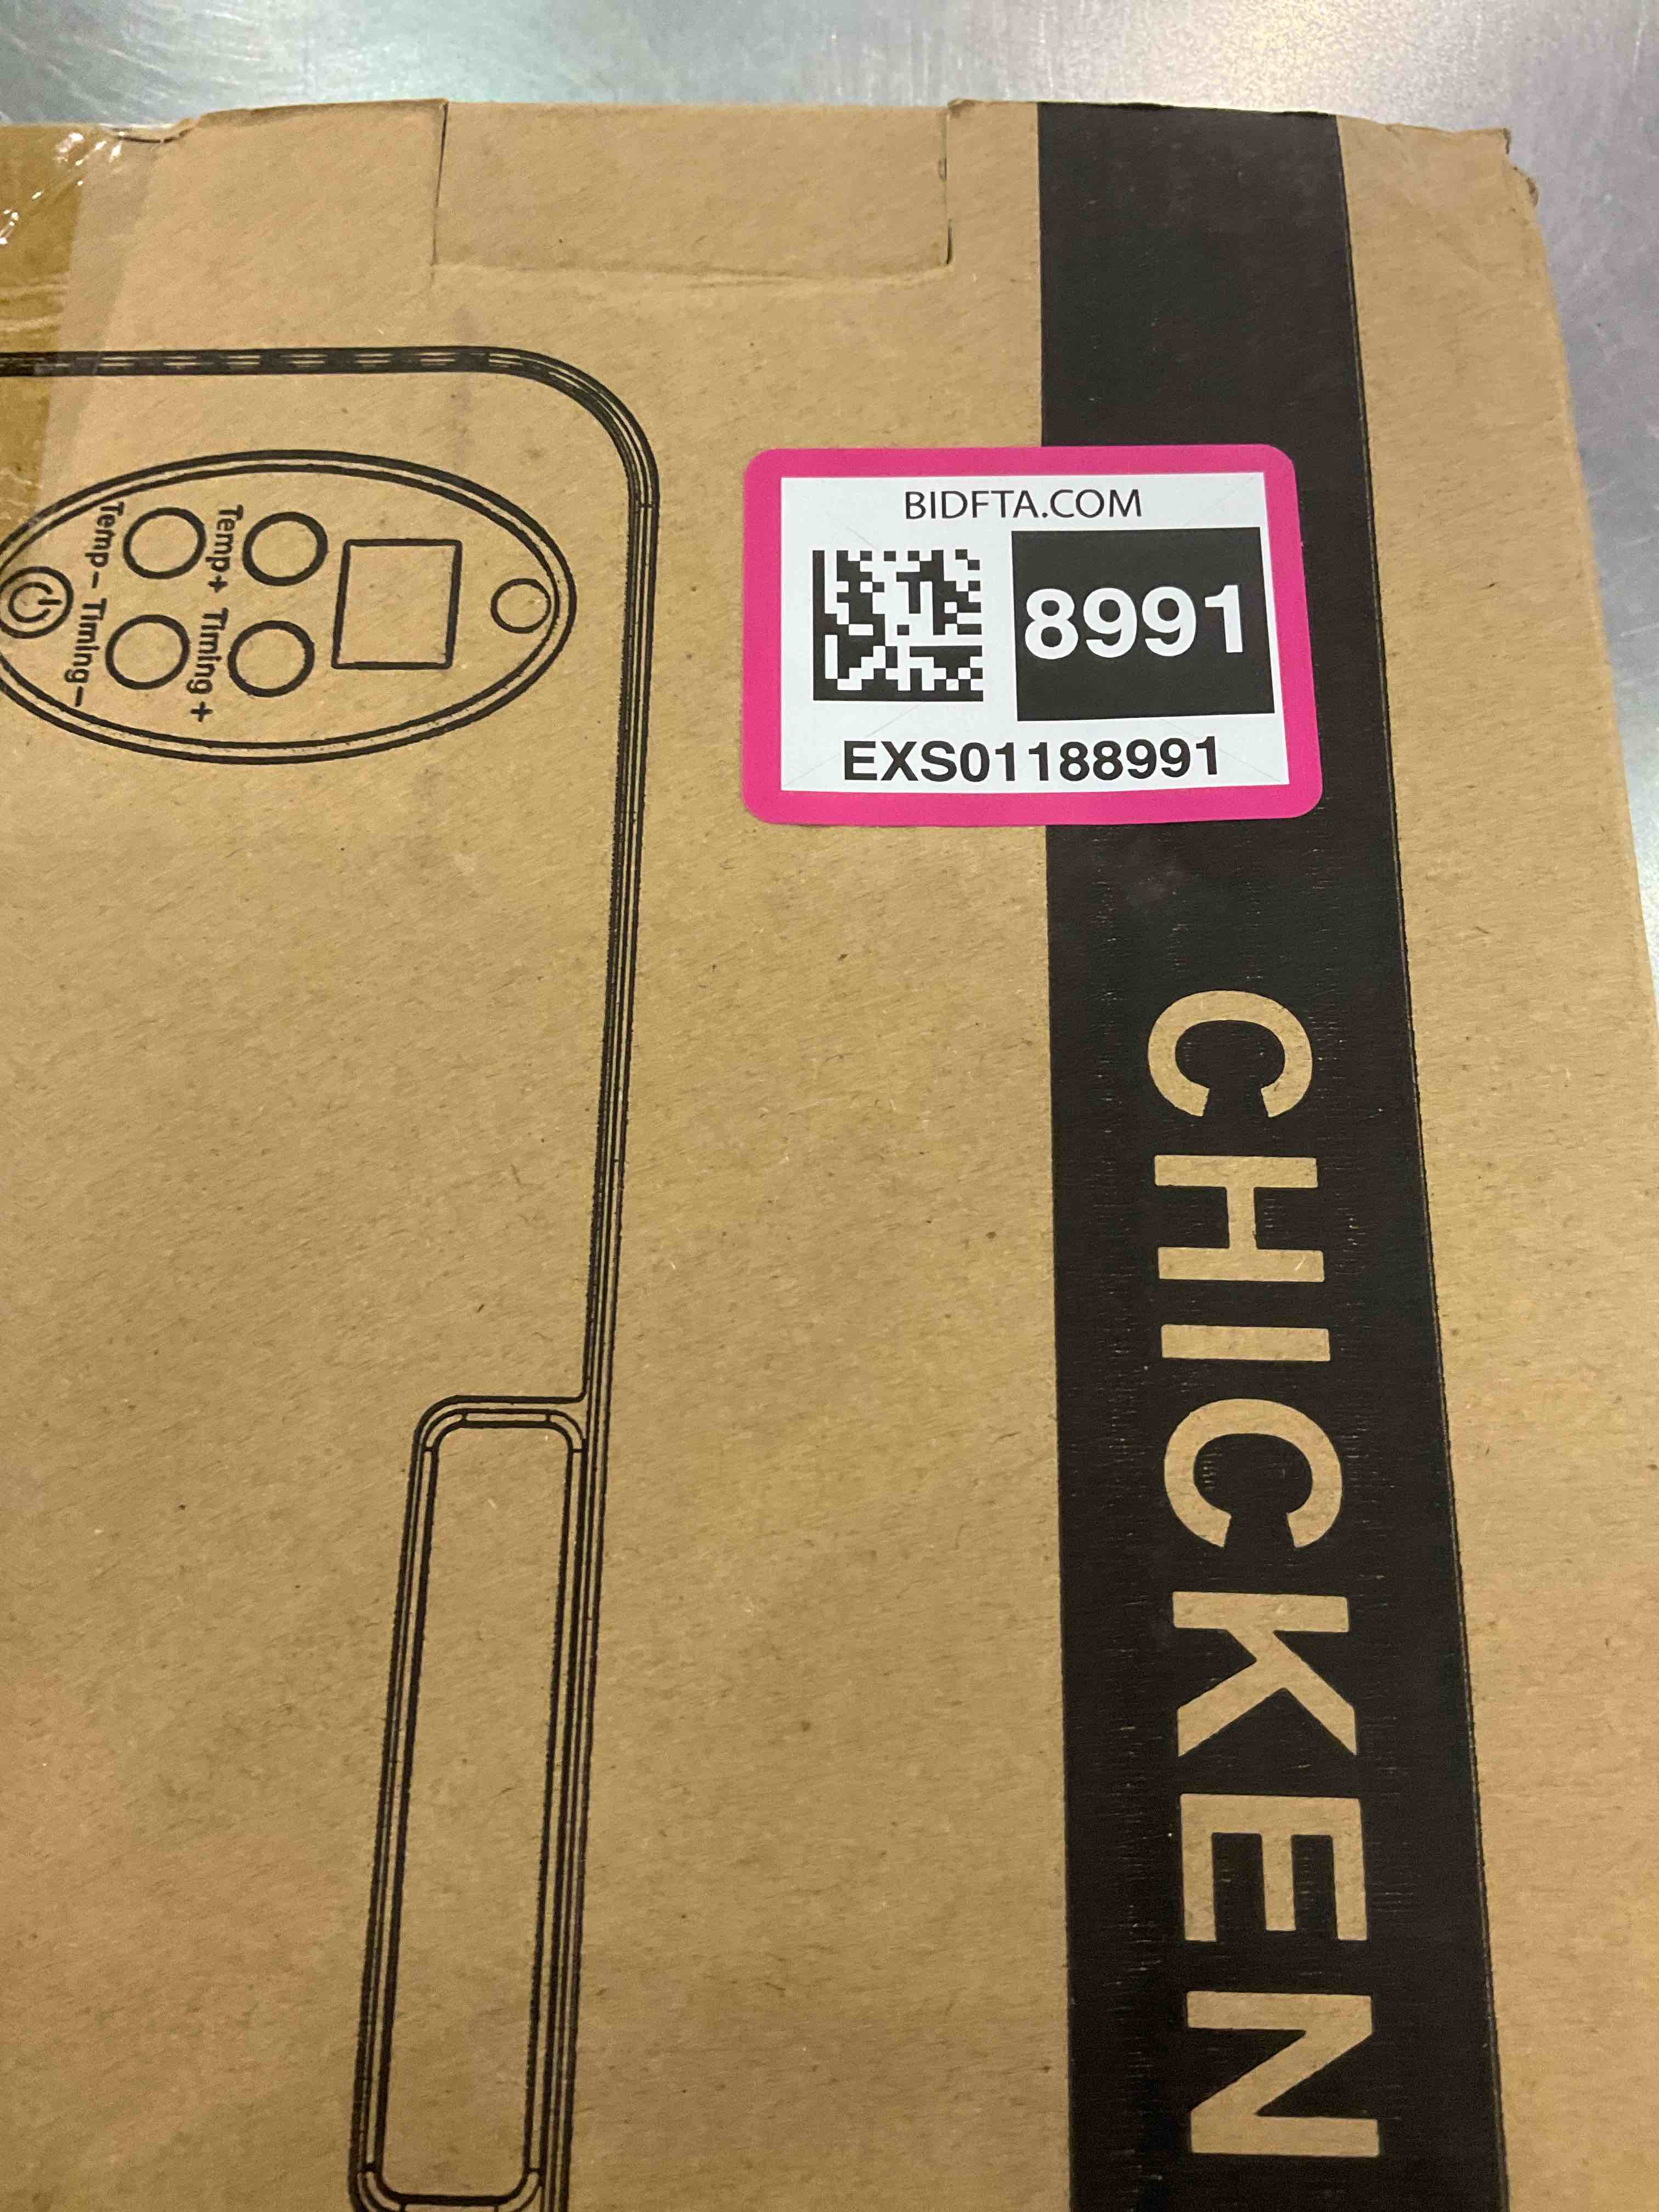 BIDFTA.COM
8991
EXS01188991
Temp+ TIming+
Temp- Timing-
CHICKEN